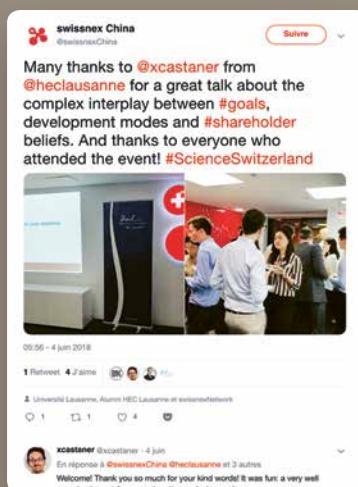 swissnex China
@swissnexChina
Suivre
Many thanks to @xcastaner from
@heclausanne for a great talk about the
complex interplay between #goals,
development modes and #shareholder
beliefs. And thanks to everyone who
attended the event! #ScienceSwitzerland
05:56 - 4 juin 2018
1 Retweet 4 J'aime
Université Lausanne, Alumni HEC Lausanne et swissnexNetwork
1 1 4
xcastaner @xcastaner · 4 juin
En réponse à @swissnexChina @heclausanne et 3 autres
Welcome! Thank you so much for your kind words! It was fun: a very well